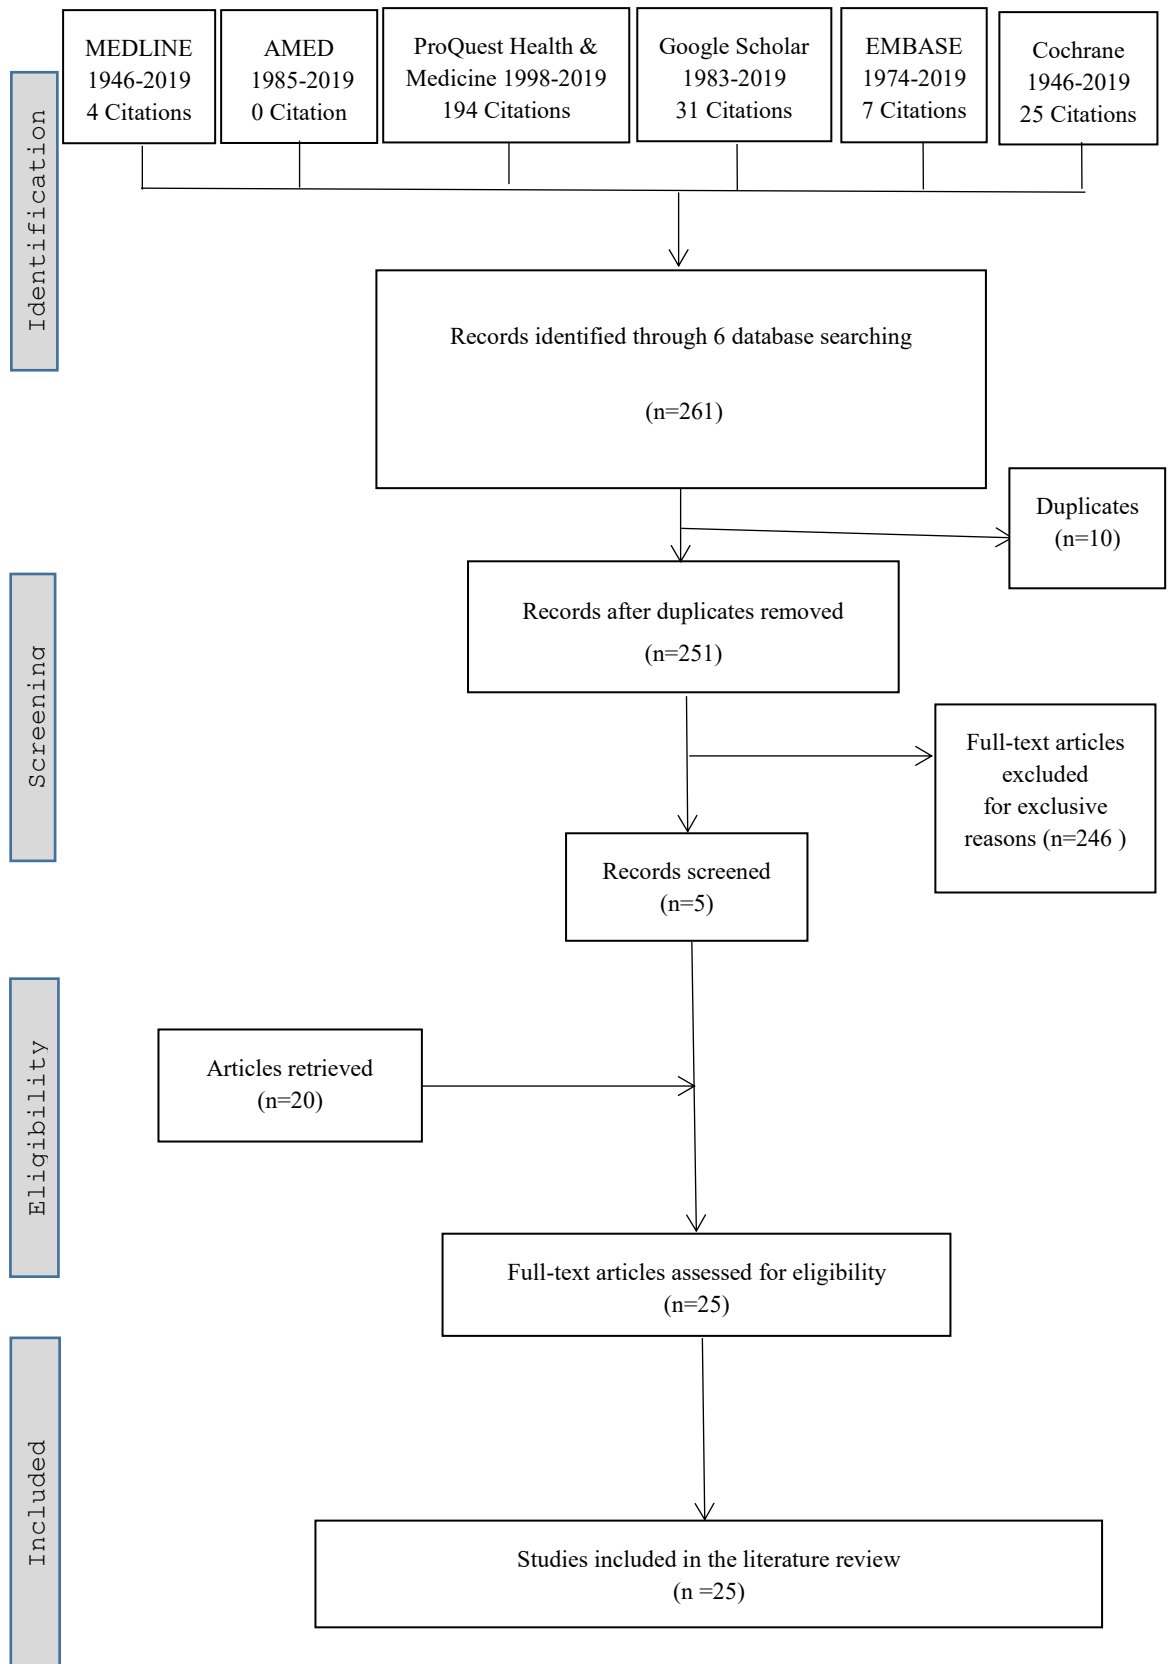 MEDLINE
1946-2019
4 Citations
AMED
1985-2019
0 Citation
ProQuest Health &
Medicine 1998-2019
194 Citations
Google Scholar
1983-2019
31 Citations
EMBASE
1974-2019
7 Citations
Cochrane
1946-2019
25 Citations
Identification
Records identified through 6 database searching
(n=261)
Duplicates
(n=10)
Screening
Records after duplicates removed
(n=251)
Full-text articles
excluded
for exclusive
reasons (n=246 )
Records screened
(n=5)
Eligibility
Articles retrieved
(n=20)
Full-text articles assessed for eligibility
(n=25)
Included
Studies included in the literature review
(n =25)